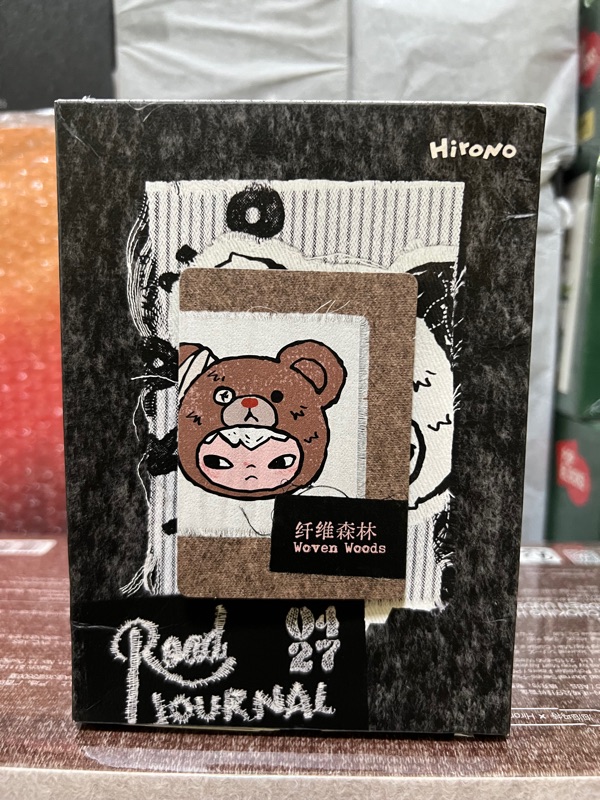 Hirono
纤维森林
Woven Woods
Road
JOURNAL
04
27